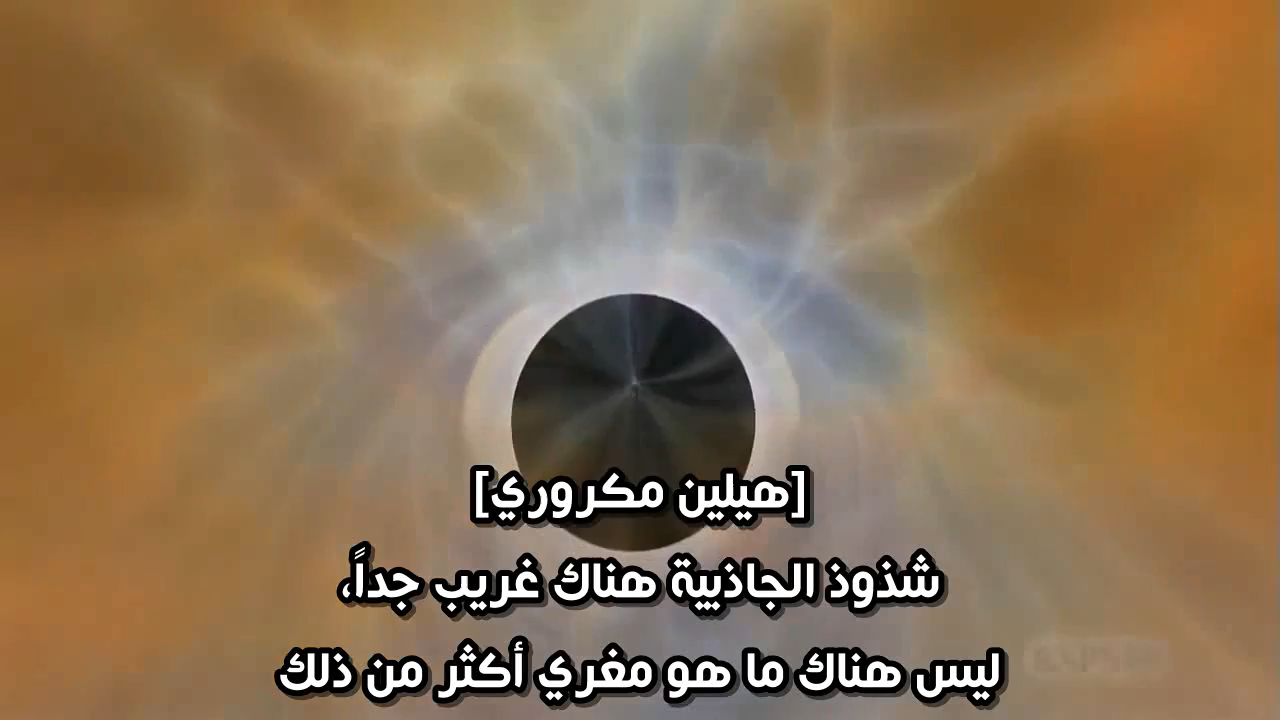 [هيلين مكروري]
شذوذ الجاذبية هناك غريب جداً،
ليس هناك ما هو مغري أكثر من ذلك